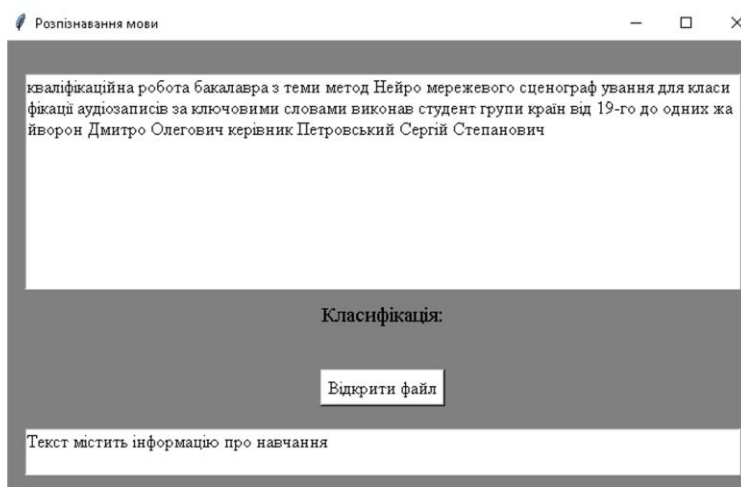 Розпізнавання мови
кваліфікаційна робота бакалавра з теми метод Нейро мережевого сценограф ування для класи
фікації аудіозаписів за ключовими словами виконав студент групи країн від 19-го до одних жа
йворон Дмитро Олегович керівник Петровський Сергій Степанович
Класифікація:
Відкрити файл
Текст містить інформацію про навчання